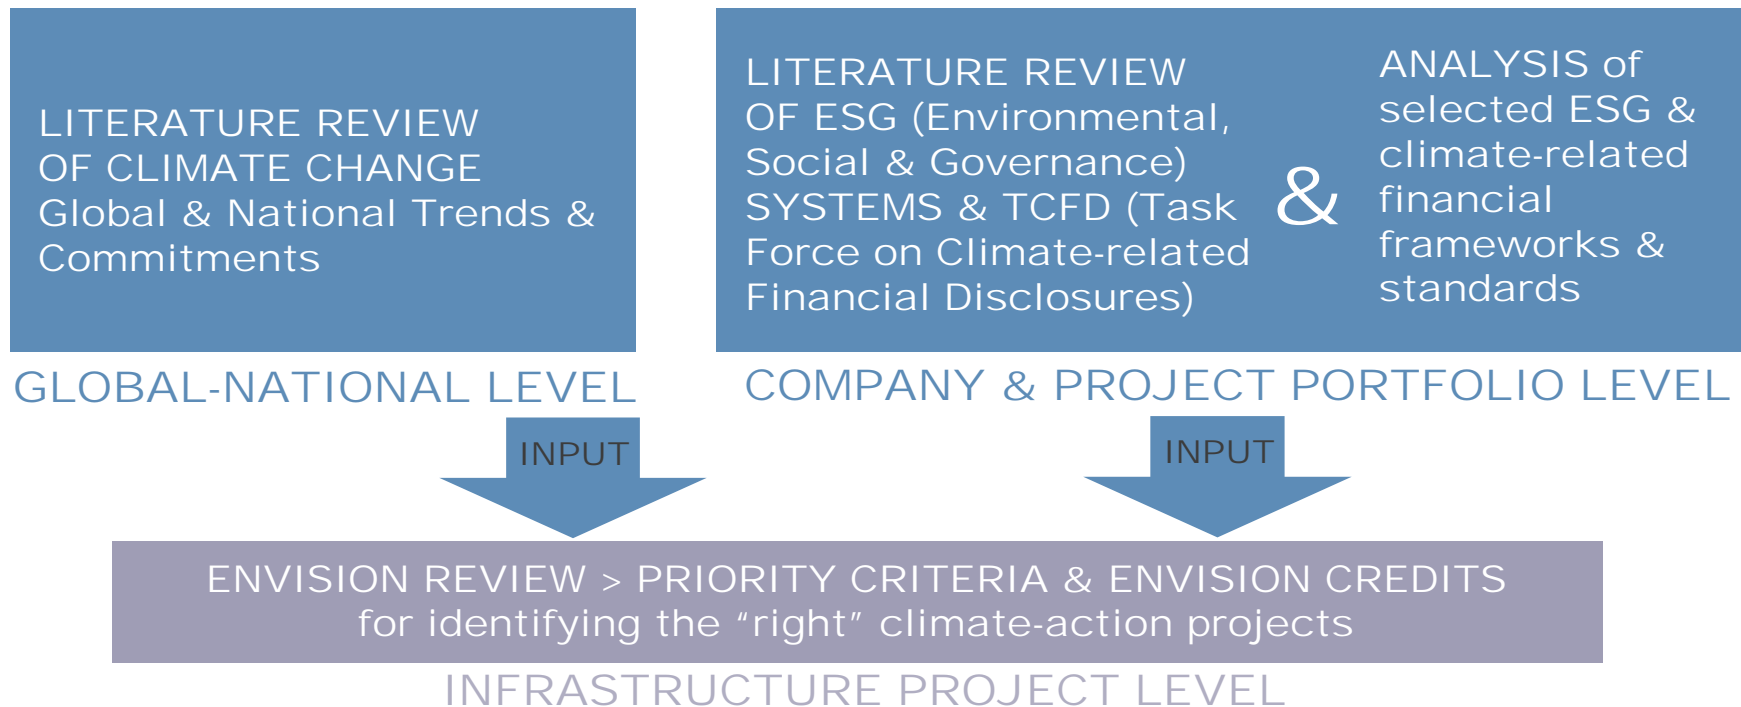 LITERATURE REVIEW
OF CLIMATE CHANGE
Global & National Trends &
Commitments
GLOBAL-NATIONAL LEVEL
LITERATURE REVIEW
OF ESG (Environmental,
Social & Governance)
SYSTEMS & TCFD (Task
Force on Climate-related
Financial Disclosures)
&
ANALYSIS of
selected ESG &
climate-related
financial
frameworks &
standards
COMPANY & PROJECT PORTFOLIO LEVEL
INPUT
INPUT
ENVISION REVIEW > PRIORITY CRITERIA & ENVISION CREDITS
for identifying the “right” climate-action projects
INFRASTRUCTURE PROJECT LEVEL